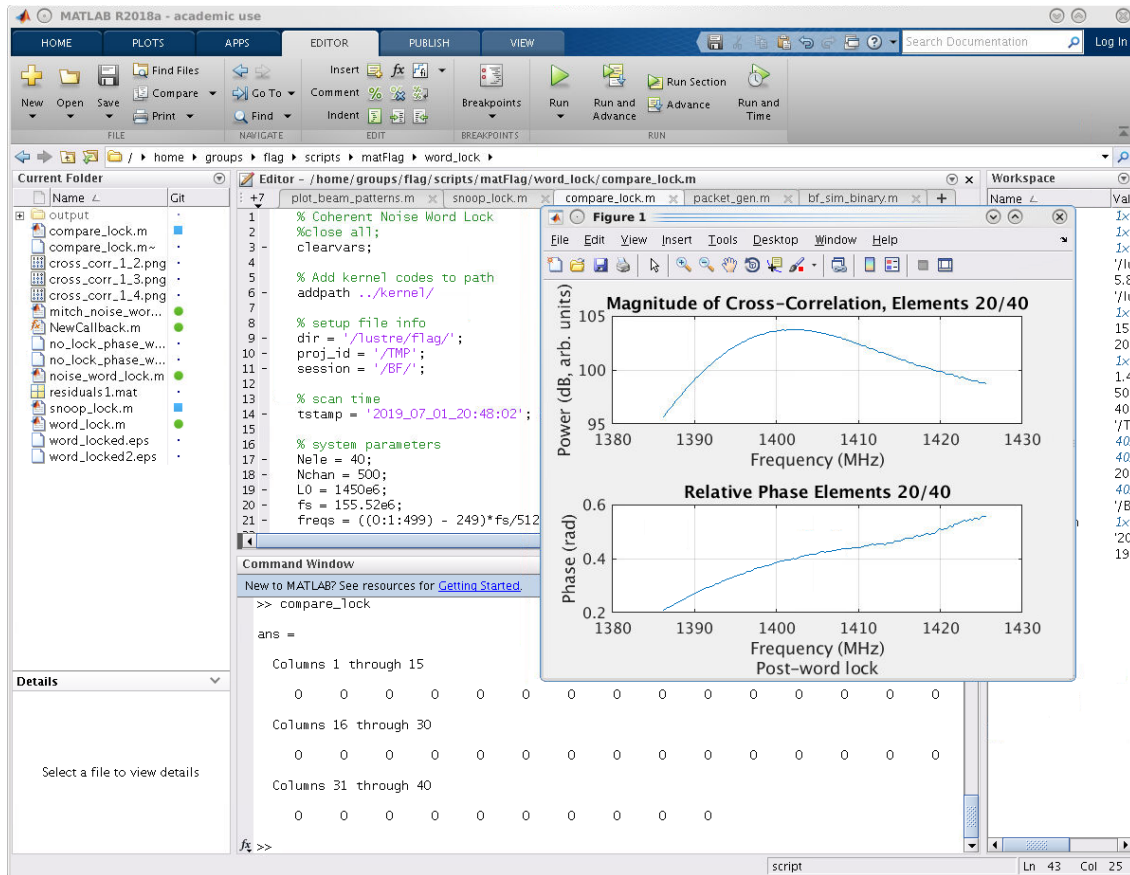 MATLAB R2018a - academic use
HOME PLOTS APPS EDITOR PUBLISH VIEW
Search Documentation
Log In
New
Open
Save
Find Files
Compare
Print
FILE
Go To
Find
NAVIGATE
Insert fx
Comment
Indent
EDIT
Breakpoints
BREAKPOINTS
Run
Run and Advance
Run Section
Advance
Run and Time
RUN
/ home groups flag scripts matFlag word_lock
Current Folder
Name Git
output
compare_lock.m
compare_lock.m~
cross_corr_1_2.png
cross_corr_1_3.png
cross_corr_1_4.png
mitch_noise_wor...
NewCallback.m
no_lock_phase_w...
no_lock_phase_w...
noise_word_lock.m
residuals1.mat
snoop_lock.m
word_lock.m
word_locked.eps
word_locked2.eps
Details
Select a file to view details
Editor - /home/groups/flag/scripts/matFlag/word_lock/compare_lock.m
+7 plot_beam_patterns.m snoop_lock.m compare_lock.m packet_gen.m bf_sim_binary.m +
1 % Coherent Noise Word Lock
2 %close all;
3 - clearvars;
4
5 % Add kernel codes to path
6 - addpath ../kernel/
7
8 % setup file info
9 - dir = '/lustre/flag/';
10 - proj_id = '/TMP';
11 - session = '/BF/';
12
13 % scan time
14 - tstamp = '2019_07_01_20:48:02';
15
16 % system parameters
17 - Nele = 40;
18 - Nchan = 500;
19 - LO = 1450e6;
20 - fs = 155.52e6;
21 - freqs = ((0:1:499) - 249)*fs/512
Command Window
New to MATLAB? See resources for Getting Started.
>> compare_lock
ans =
Columns 1 through 15
0 0 0 0 0 0 0 0 0 0 0 0 0 0 0
Columns 16 through 30
0 0 0 0 0 0 0 0 0 0 0 0 0 0 0
Columns 31 through 40
0 0 0 0 0 0 0 0 0 0
fx >>
Figure 1
File Edit View Insert Tools Desktop Window Help
Magnitude of Cross-Correlation, Elements 20/40
Power (dB, arb. units)
105
100
95
1380 1390 1400 1410 1420 1430
Frequency (MHz)
Relative Phase Elements 20/40
Phase (rad)
0.6
0.4
0.2
1380 1390 1400 1410 1420 1430
Frequency (MHz)
Post-word lock
Workspace
Name
script
Ln 43 Col 25